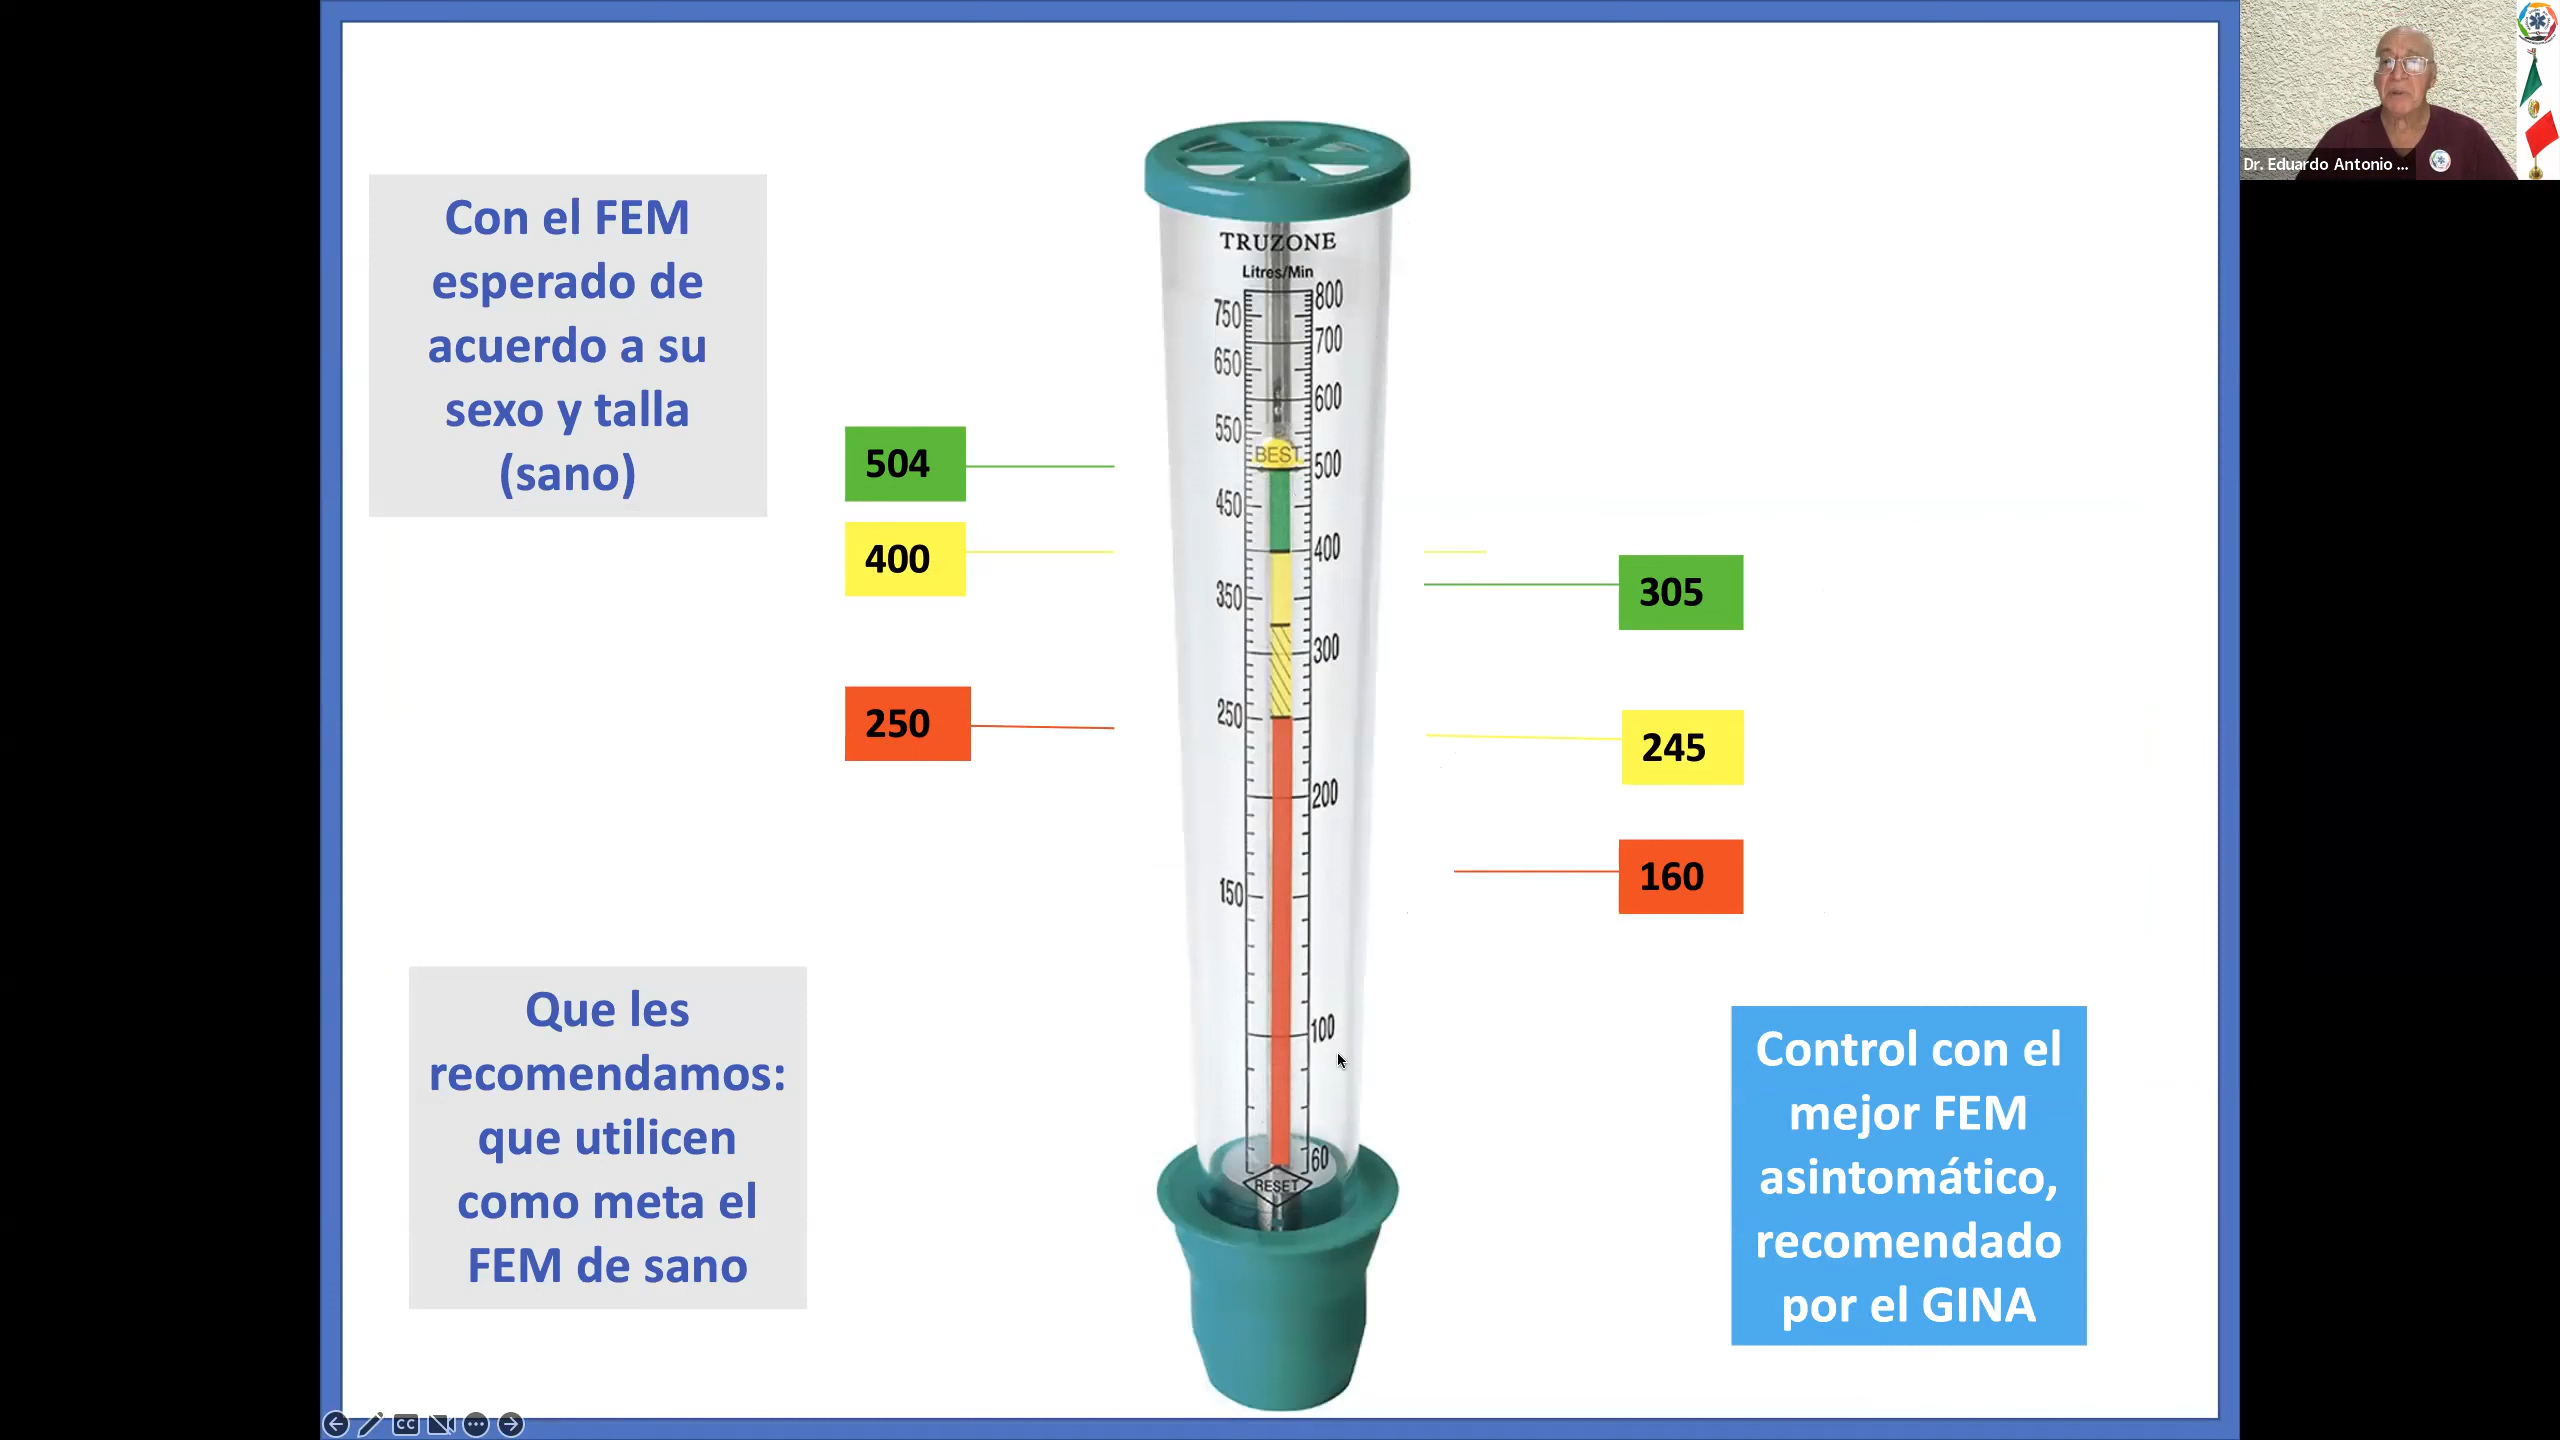 Con el FEM
esperado de
acuerdo a su
sexo y talla
(sano)
504
400
250
Que les
recomendamos:
que utilicen
como meta el
FEM de sano
TRUZONE
Litres/Min
800
750
700
650
600
550
BEST
500
450
400
350
300
250
200
150
100
60
RESET
305
245
160
Control con el
mejor FEM
asintomático,
recomendado
por el GINA
Dr. Eduardo Antonio ...
CC